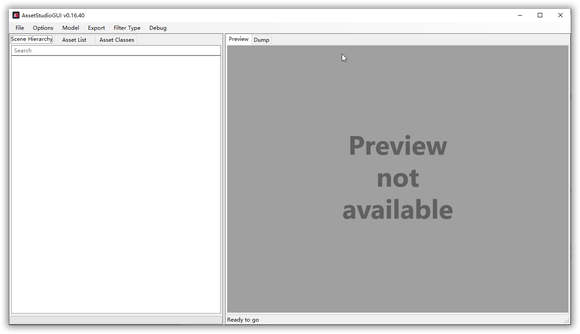 AssetStudioGUI v0.16.40
File Options Model Export Filter Type Debug
Scene Hierarchy Asset List Asset Classes
Preview Dump
Search
Preview
not
available
Ready to go